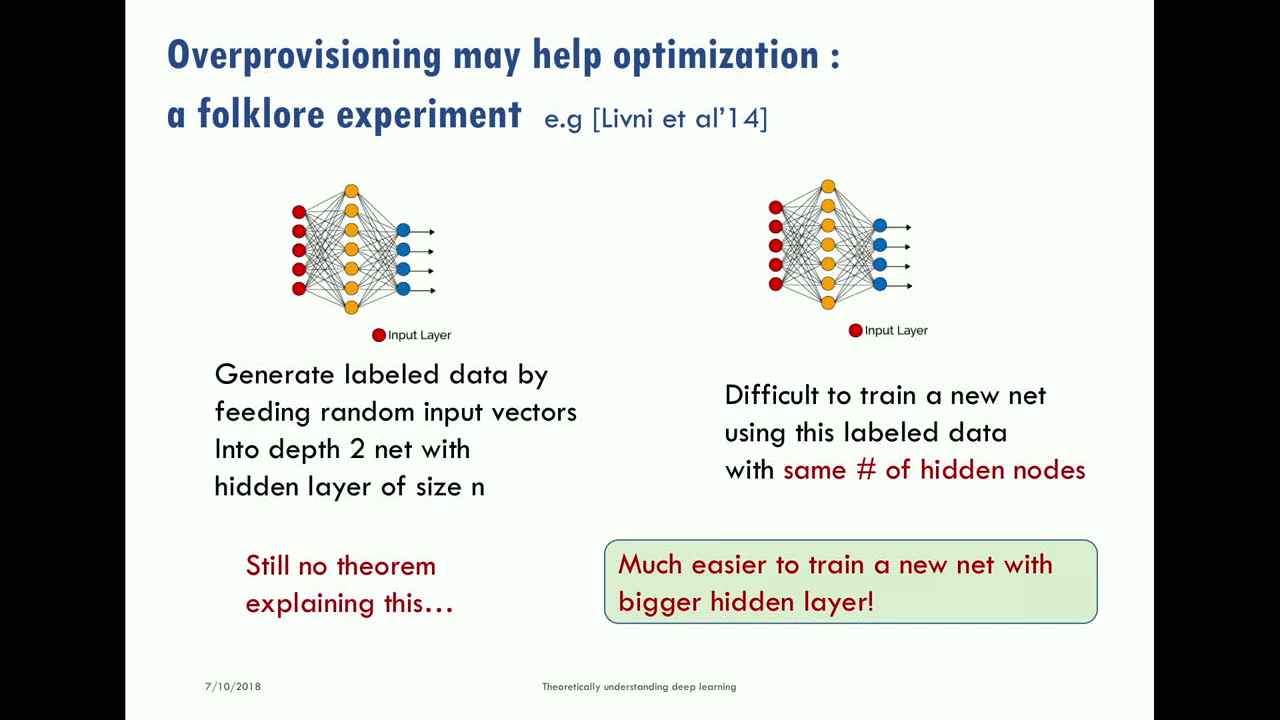 Overprovisioning may help optimization :
a folklore experiment e.g [Livni et al’14]
Input Layer
Generate labeled data by
feeding random input vectors
Into depth 2 net with
hidden layer of size n
Input Layer
Difficult to train a new net
using this labeled data
with same # of hidden nodes
Still no theorem
explaining this…
Much easier to train a new net with
bigger hidden layer!
7/10/2018
Theoretically understanding deep learning